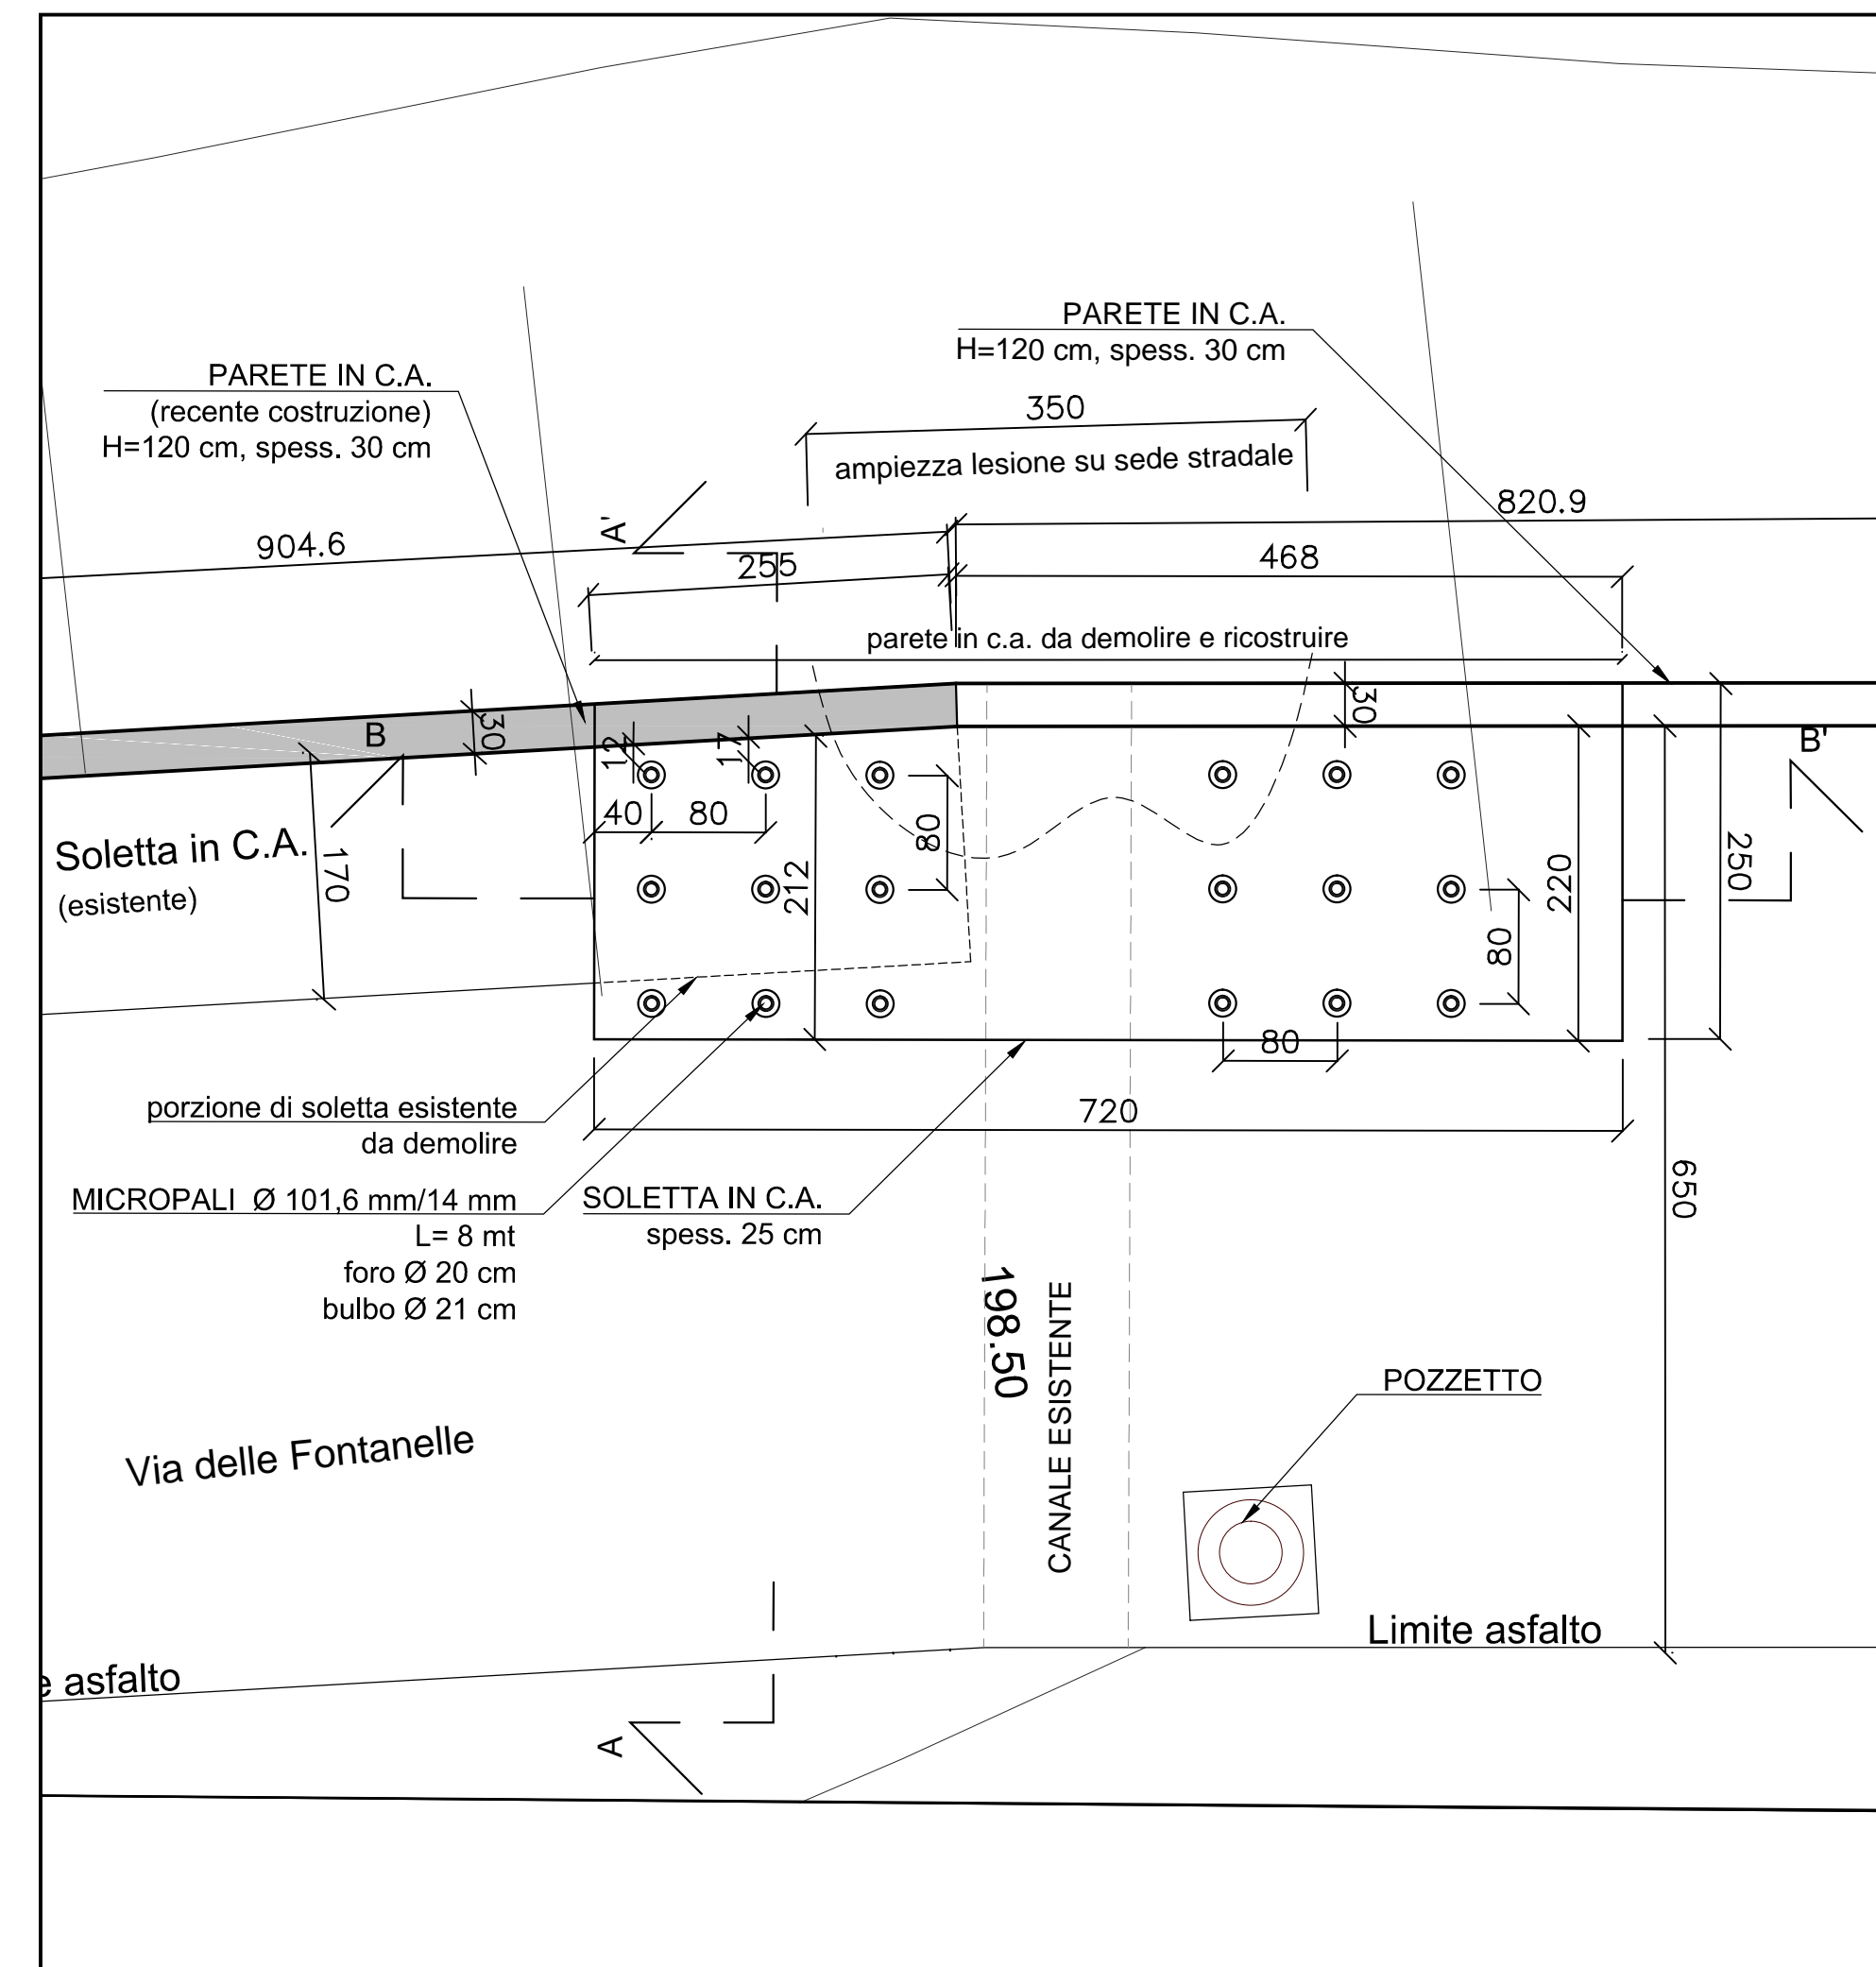 PARETE IN C.A.
H=120 cm, spess. 30 cm
PARETE IN C.A.
(recente costruzione)
H=120 cm, spess. 30 cm
350
ampiezza lesione su sede stradale
820.9
904.6
A'
255
468
parete in c.a. da demolire e ricostruire
30
30
B
B'
12
17
40
80
80
Soletta in C.A.
(esistente)
170
212
220
250
80
80
720
porzione di soletta esistente
da demolire
MICROPALI Ø 101,6 mm/14 mm
L= 8 mt
foro Ø 20 cm
bulbo Ø 21 cm
SOLETTA IN C.A.
spess. 25 cm
650
198.50
CANALE ESISTENTE
POZZETTO
Via delle Fontanelle
Limite asfalto
e asfalto
A